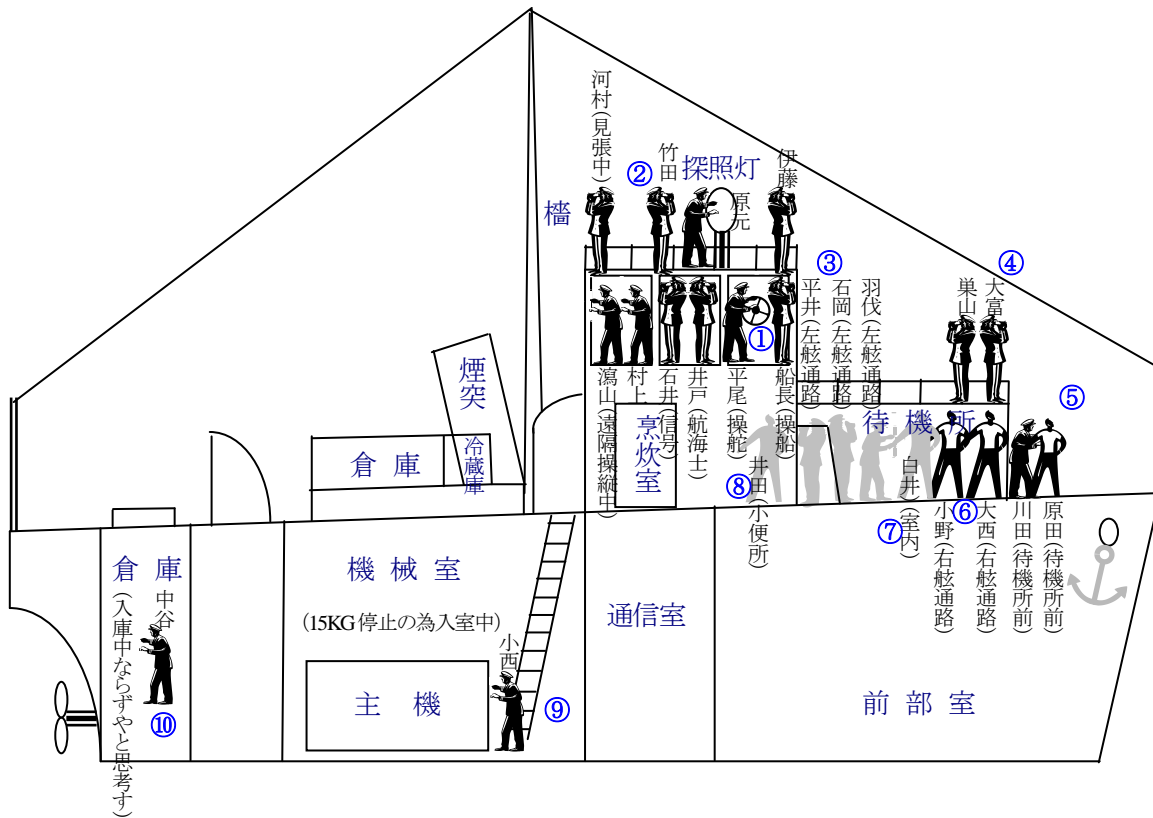 河村(見張中)
②
竹田
探照灯
原元
伊藤
檣
③
平井(左舷通路)
石岡(左舷通路)
羽伐(左舷通路)
④
巣山
大富
①
⑤
煙突
冷蔵庫
倉庫
瀉山(遠隔操縦中)
村上
石井(信号)
井戸(航海士)
平尾(操舵)
船長(操船)
烹炊室
待機所
⑧
井田(小便所)
⑦
白井(室内)
⑥
小野(右舷通路)
大西(右舷通路)
川田(待機所前)
原田(待機所前)
倉庫
中谷
(入庫中ならずやと思考す)
⑩
機械室
(15KG停止の為入室中)
小西
主機
⑨
通信室
前部室